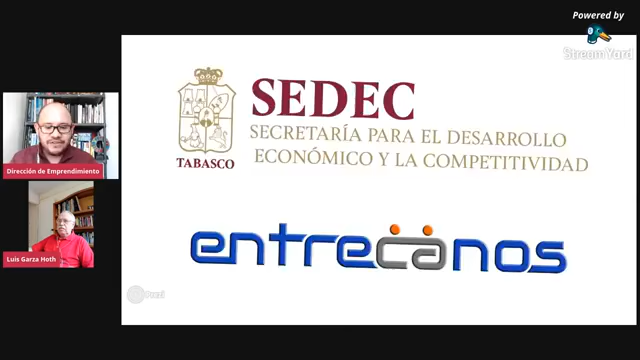 Powered by
StreamYard
SEDEC
SECRETARÍA PARA EL DESARROLLO
ECONÓMICO Y LA COMPETITIVIDAD
TABASCO
Dirección de Emprendimiento
Luis Garza Hoth
entrecanos
Prezi